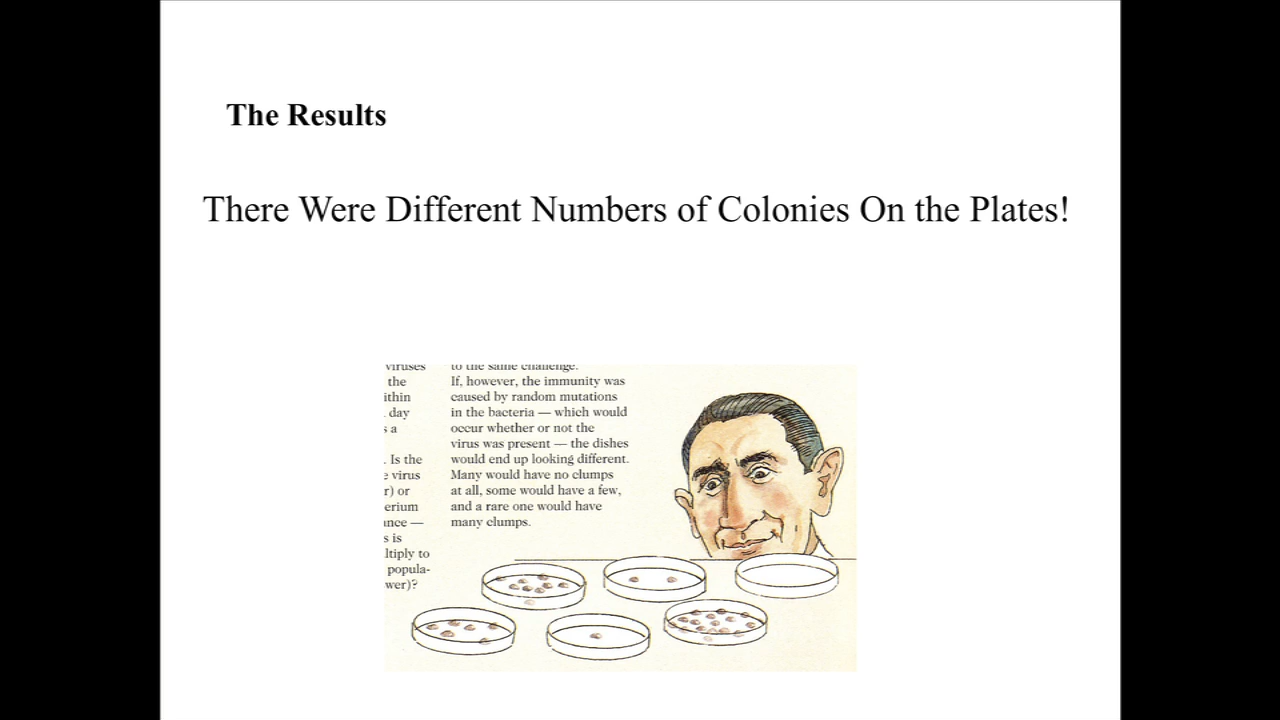 The Results
There Were Different Numbers of Colonies On the Plates!
viruses
the
ithin
day
s a
. Is the
e virus
r) or
erium
ance —
s is
ltiply to
popula-
wer)?
to the same challenge.
If, however, the immunity was
caused by random mutations
in the bacteria — which would
occur whether or not the
virus was present — the dishes
would end up looking different.
Many would have no clumps
at all, some would have a few,
and a rare one would have
many clumps.